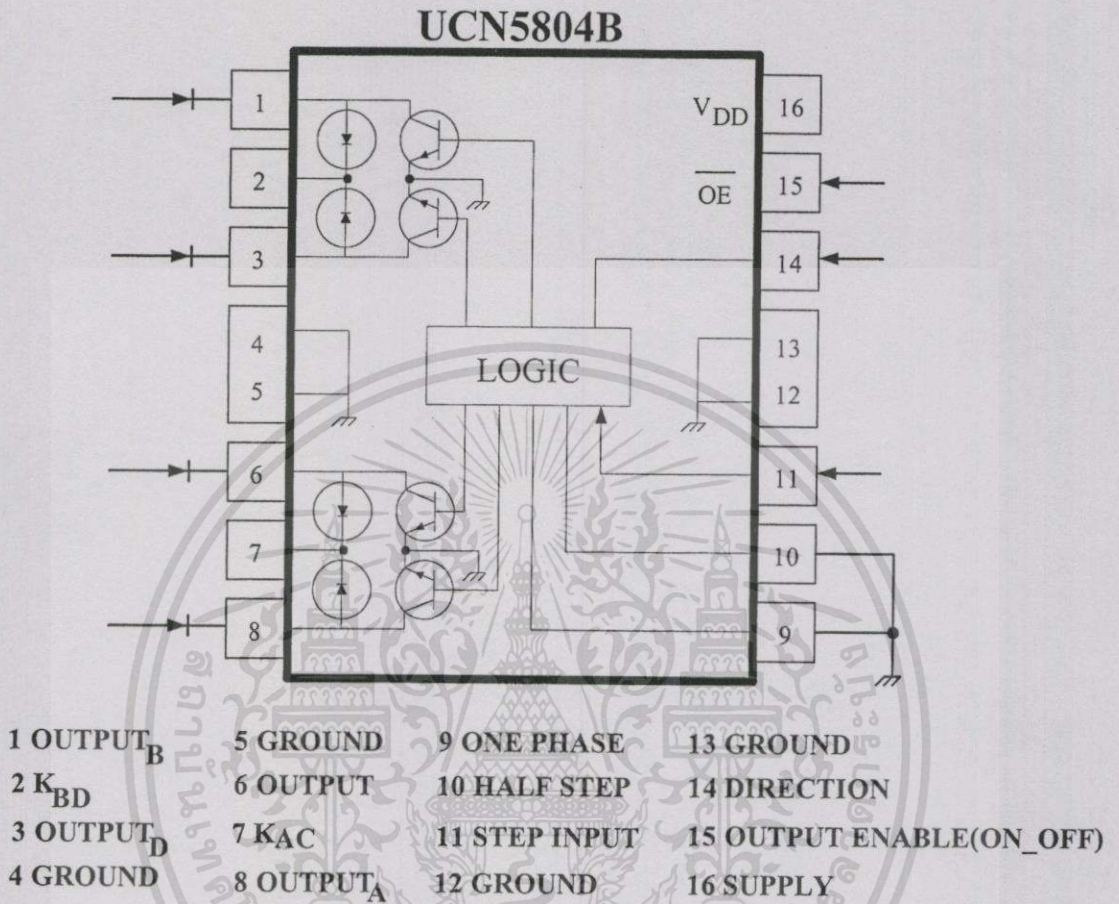 UCN5804B
1
2
3
4
5
6
7
8
V_DD 16
OE 15
14
13
12
11
10
9
LOGIC
1 OUTPUT_B 5 GROUND 9 ONE PHASE 13 GROUND
2 K_BD 6 OUTPUT 10 HALF STEP 14 DIRECTION
3 OUTPUT_D 7 K_AC 11 STEP INPUT 15 OUTPUT ENABLE(ON_OFF)
4 GROUND 8 OUTPUT_A 12 GROUND 16 SUPPLY